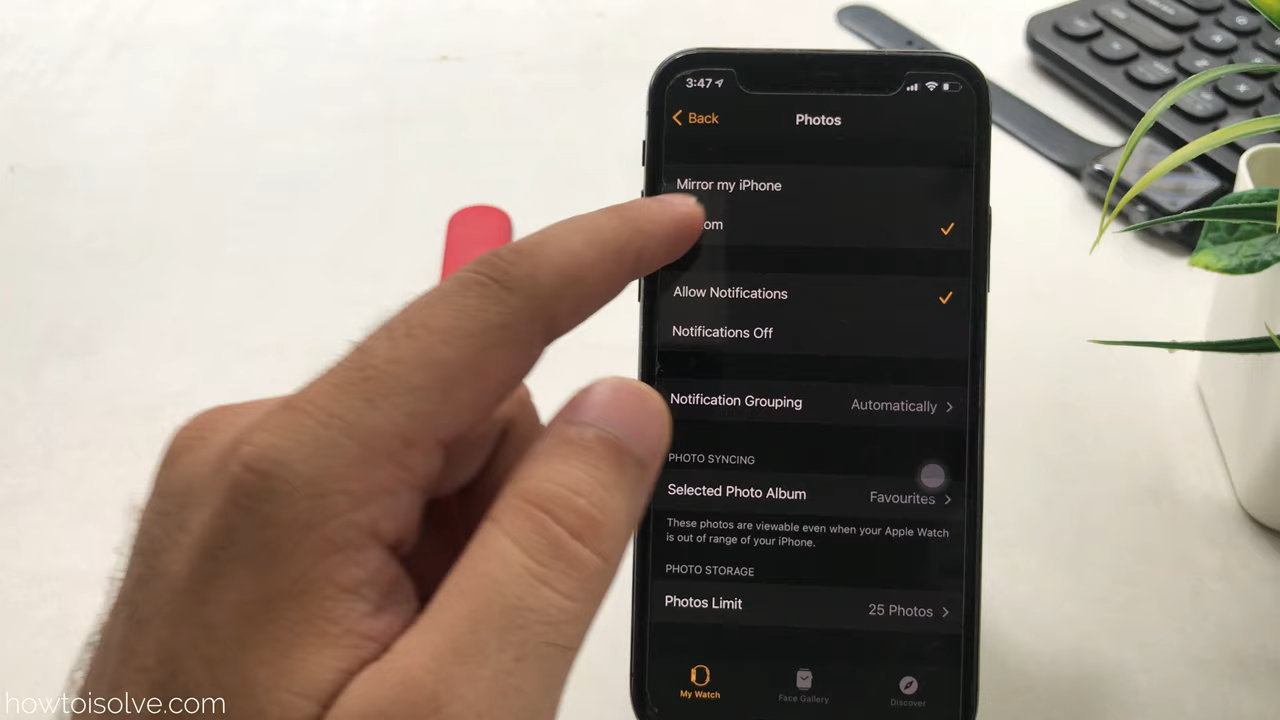 3:47
Back
Photos
Mirror my iPhone
om
Allow Notifications
Notifications Off
Notification Grouping Automatically
PHOTO SYNCING
Selected Photo Album Favourites
These photos are viewable even when your Apple Watch
is out of range of your iPhone.
PHOTO STORAGE
Photos Limit 25 Photos
My Watch Face Gallery Discover
howtoisolve.com